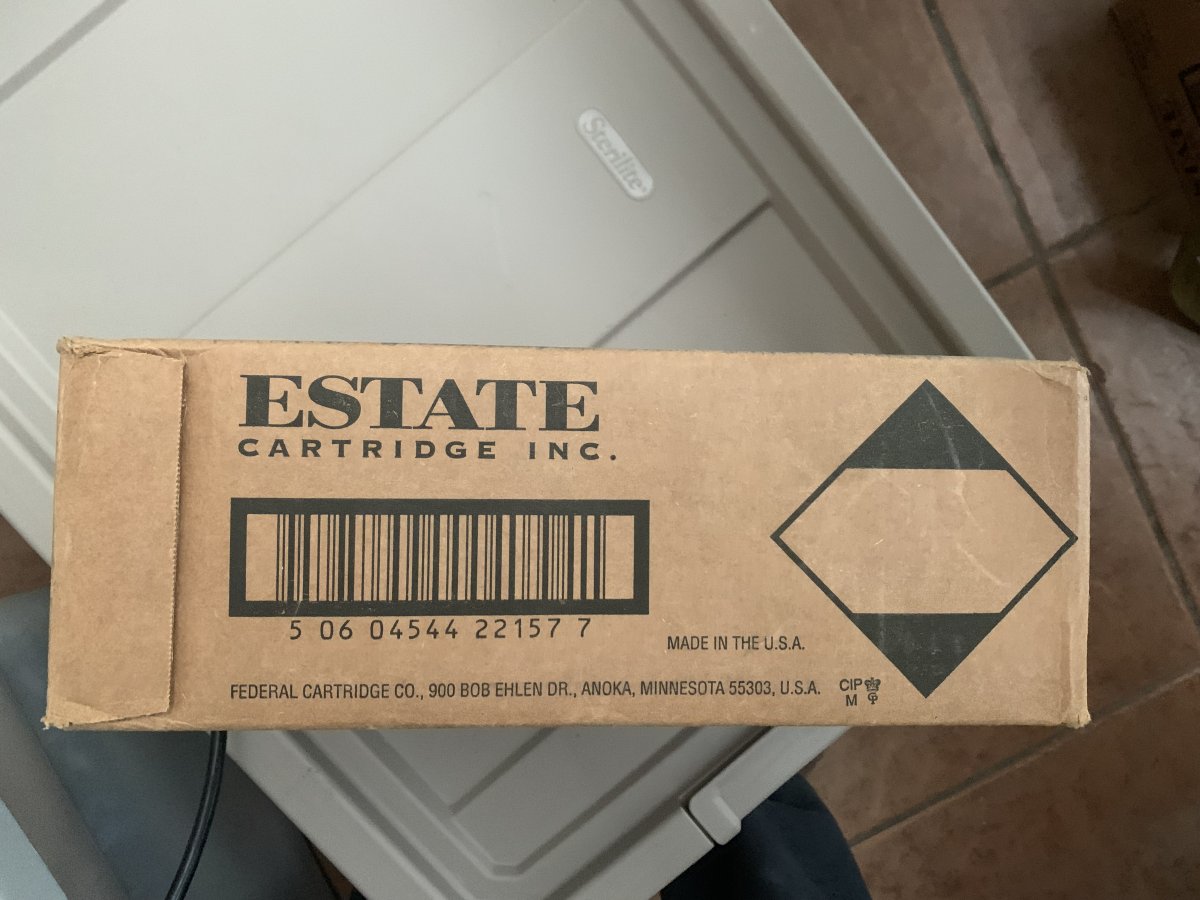 Sterilite
ESTATE
CARTRIDGE INC.
5 06 04544 22157 7
MADE IN THE U.S.A.
FEDERAL CARTRIDGE CO., 900 BOB EHLEN DR., ANOKA, MINNESOTA 55303, U.S.A.
CIP
M